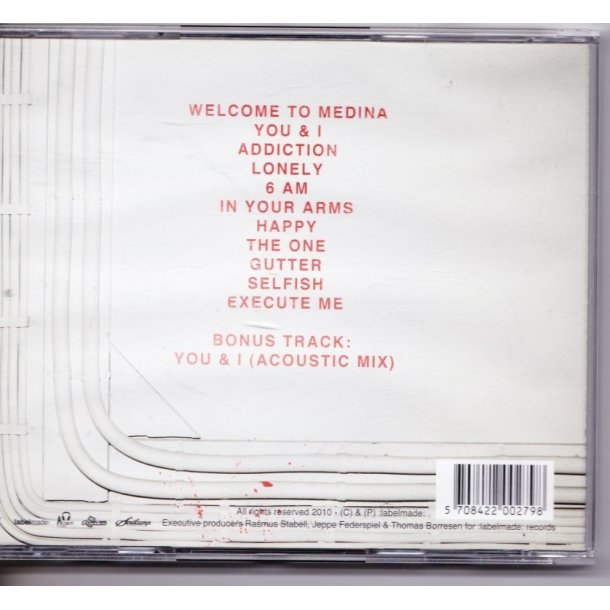 WELCOME TO MEDINA
YOU & I
ADDICTION
LONELY
6 AM
IN YOUR ARMS
HAPPY
THE ONE
GUTTER
SELFISH
EXECUTE ME
BONUS TRACK:
YOU & I (ACOUSTIC MIX)
All rights reserved 2010 - (C) & (P) :labelmade:
5 708422 002798
:labelmade:
Executive producers Rasmus Stabell, Jeppe Federspiel & Thomas Børresen for :labelmade: records